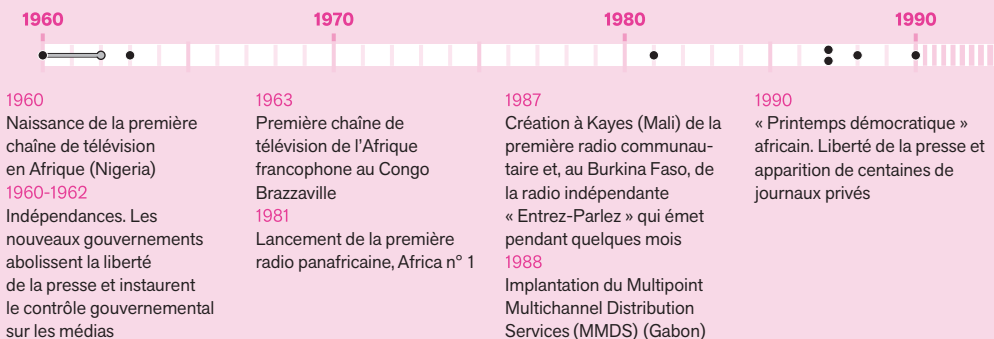 1960 1970 1980 1990
1960
Naissance de la première
chaîne de télévision
en Afrique (Nigeria)
1960-1962
Indépendances. Les
nouveaux gouvernements
abolissent la liberté
de la presse et instaurent
le contrôle gouvernemental
sur les médias
1963
Première chaîne de
télévision de l’Afrique
francophone au Congo
Brazzaville
1981
Lancement de la première
radio panafricaine, Africa n° 1
1987
Création à Kayes (Mali) de la
première radio communau-
taire et, au Burkina Faso, de
la radio indépendante
« Entrez-Parlez » qui émet
pendant quelques mois
1988
Implantation du Multipoint
Multichannel Distribution
Services (MMDS) (Gabon)
1990
« Printemps démocratique »
africain. Liberté de la presse et
apparition de centaines de
journaux privés